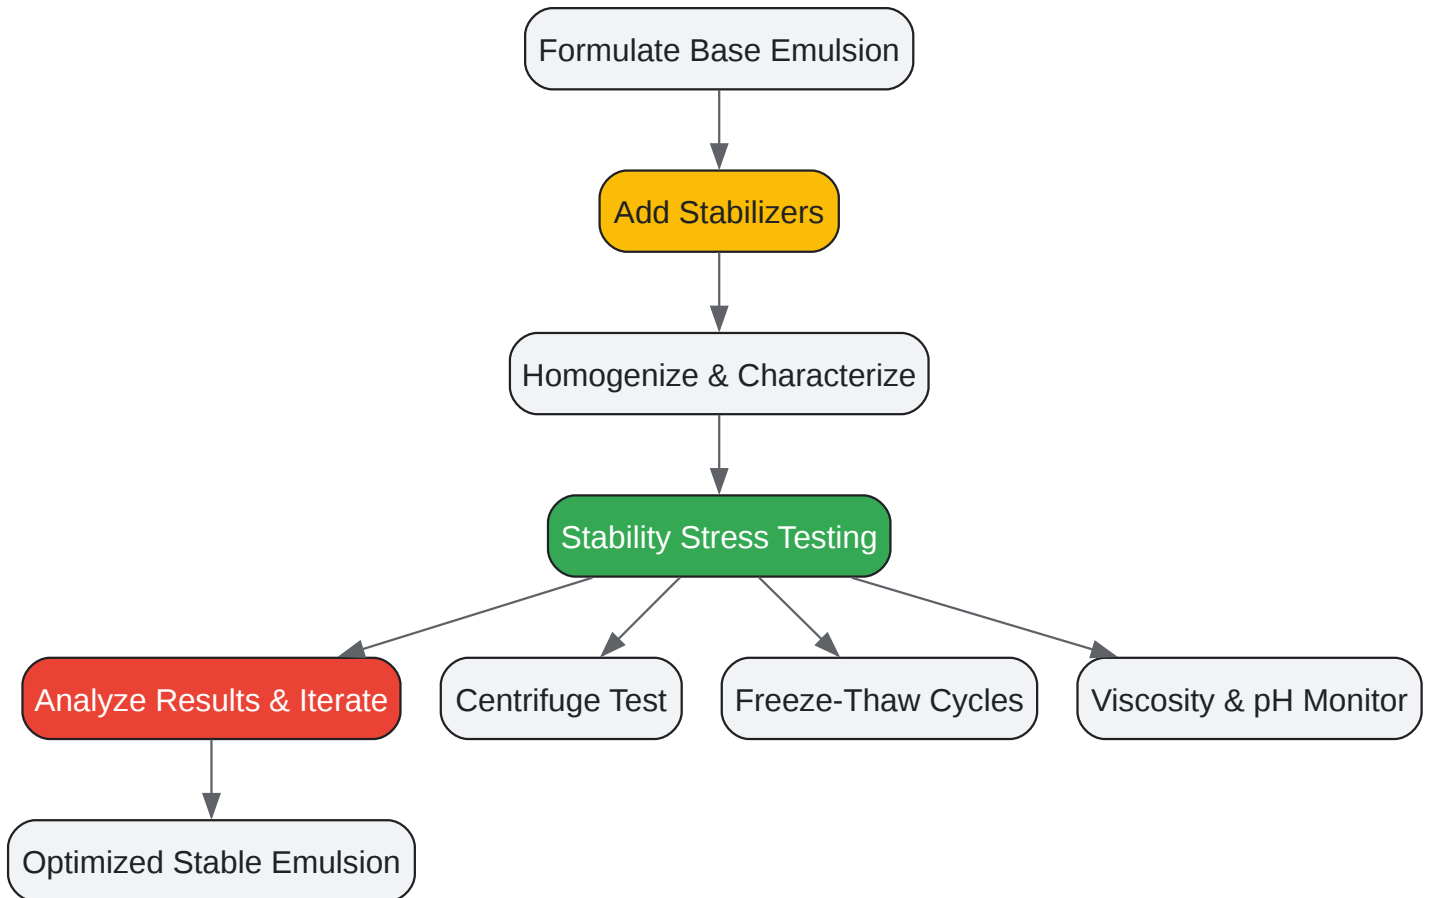 Formulate Base Emulsion
Add Stabilizers
Homogenize & Characterize
Stability Stress Testing
Analyze Results & Iterate
Centrifuge Test
Freeze-Thaw Cycles
Viscosity & pH Monitor
Optimized Stable Emulsion